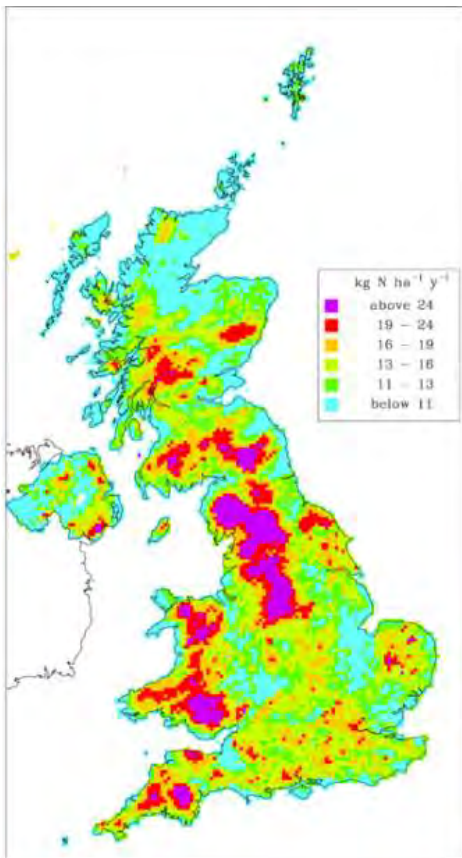 kg N ha⁻¹ y⁻¹
above 24
19 – 24
16 – 19
13 – 16
11 – 13
below 11